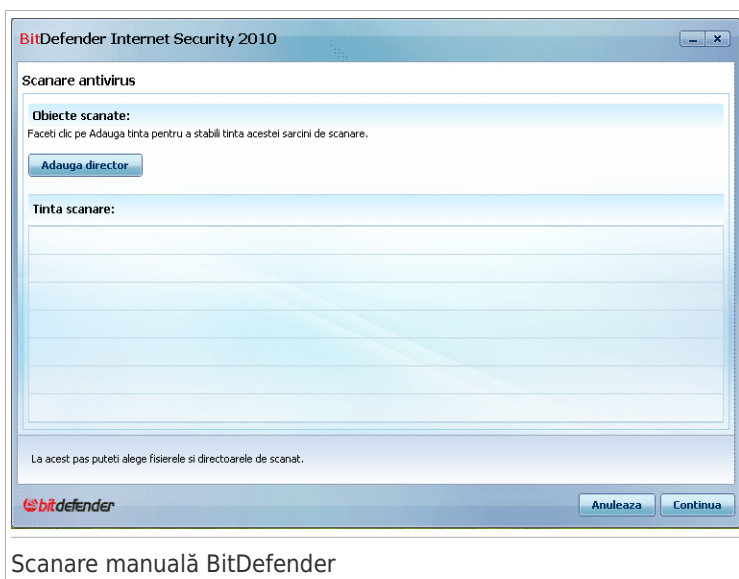 BitDefender Internet Security 2010
Scanare antivirus
Obiecte scanate:
Faceti clic pe Adauga tinta pentru a stabili tinta acestei sarcini de scanare.
Adauga director
Tinta scanare:
La acest pas puteti alege fisierele si directoarele de scanat.
bitdefender
Anuleaza
Continua
Scanare manuală BitDefender